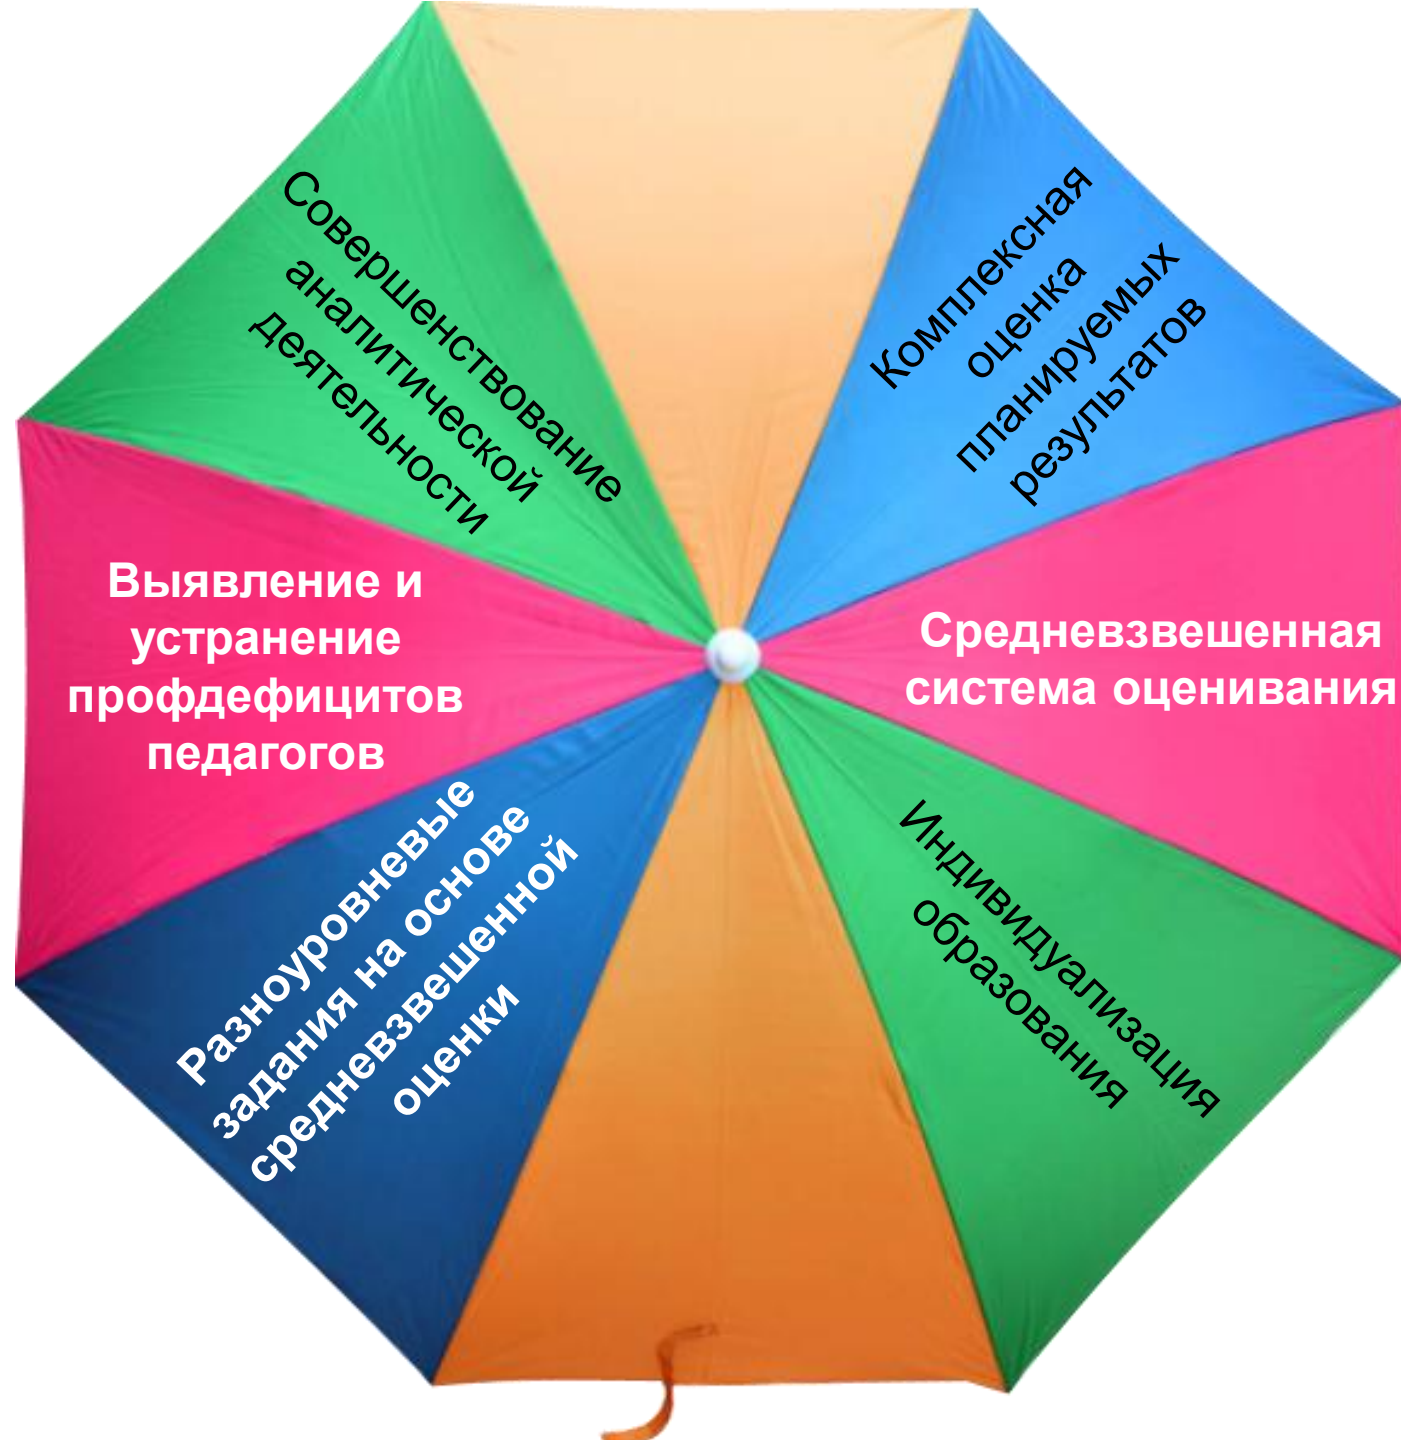 Совершенствование
аналитической
деятельности
Комплексная
оценка
планируемых
результатов
Выявление и
устранение
профдефицитов
педагогов
Средневзвешенная
система оценивания
Разноуровневые
задания на основе
средневзвешенной
оценки
Индивидуализация
образования